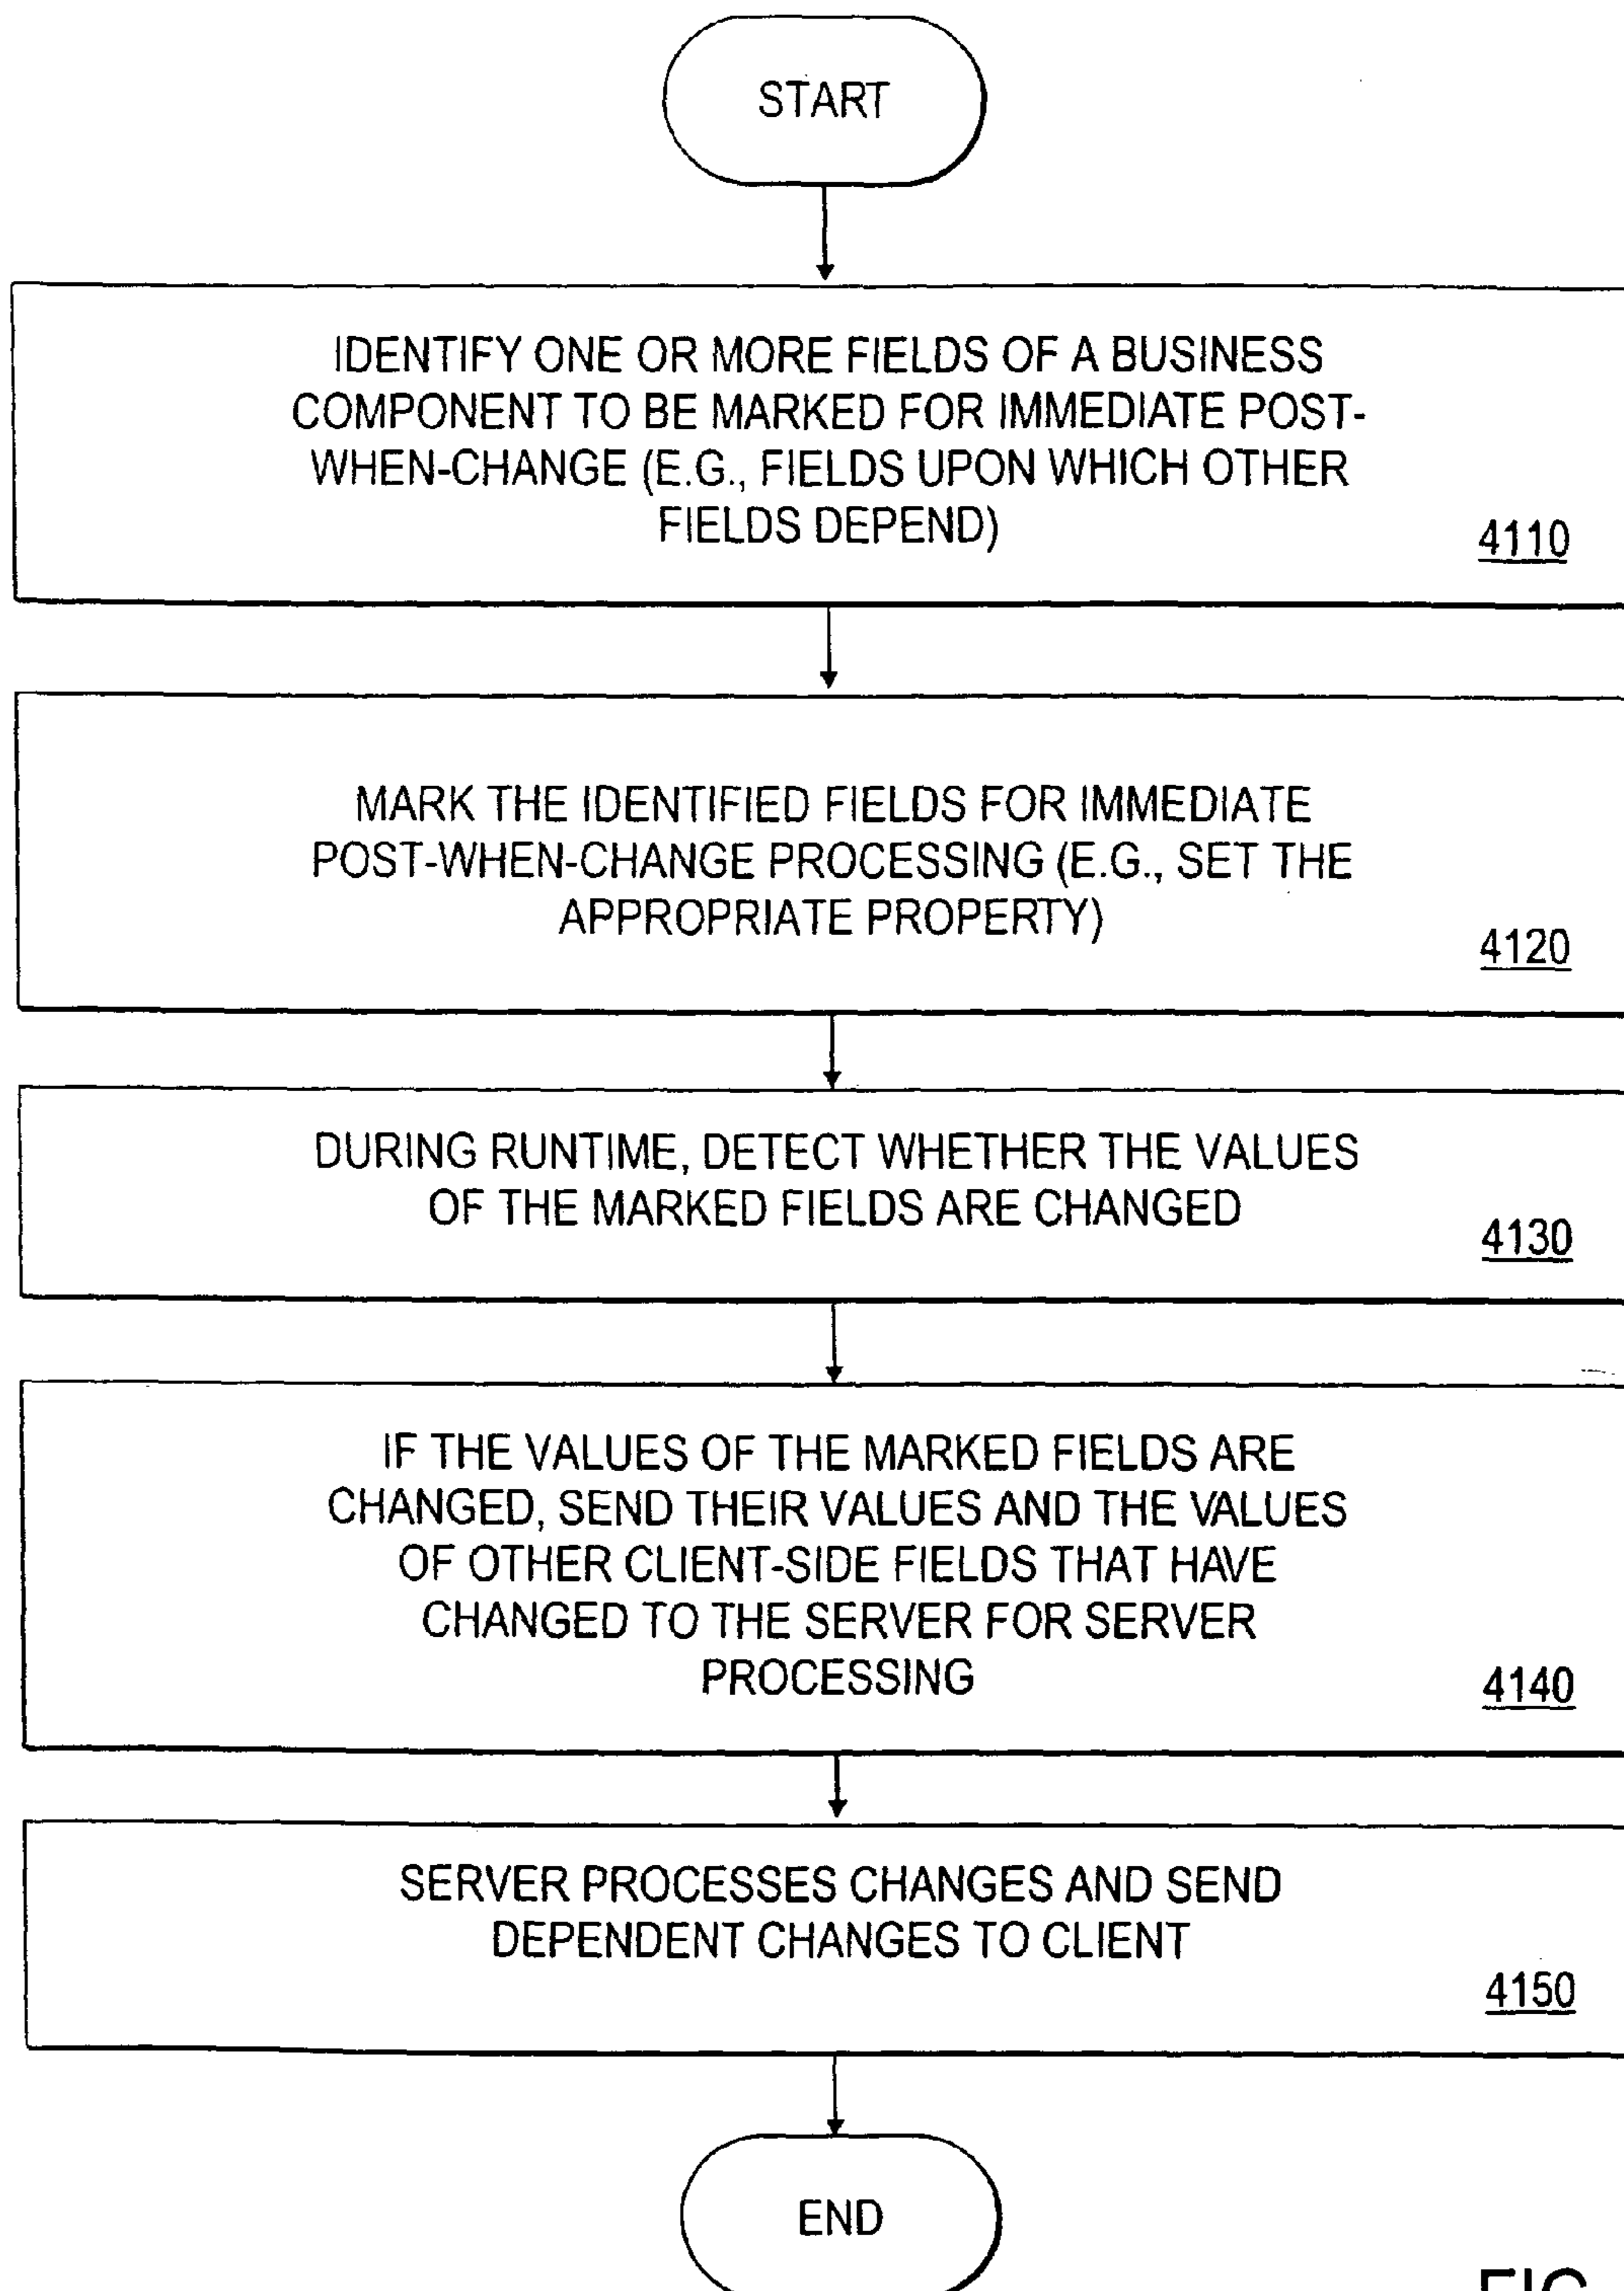 START
IDENTIFY ONE OR MORE FIELDS OF A BUSINESS
COMPONENT TO BE MARKED FOR IMMEDIATE POST-
WHEN-CHANGE (E.G., FIELDS UPON WHICH OTHER
FIELDS DEPEND)
4110
MARK THE IDENTIFIED FIELDS FOR IMMEDIATE
POST-WHEN-CHANGE PROCESSING (E.G., SET THE
APPROPRIATE PROPERTY)
4120
DURING RUNTIME, DETECT WHETHER THE VALUES
OF THE MARKED FIELDS ARE CHANGED
4130
IF THE VALUES OF THE MARKED FIELDS ARE
CHANGED, SEND THEIR VALUES AND THE VALUES
OF OTHER CLIENT-SIDE FIELDS THAT HAVE
CHANGED TO THE SERVER FOR SERVER
PROCESSING
4140
SERVER PROCESSES CHANGES AND SEND
DEPENDENT CHANGES TO CLIENT
4150
END
FIG